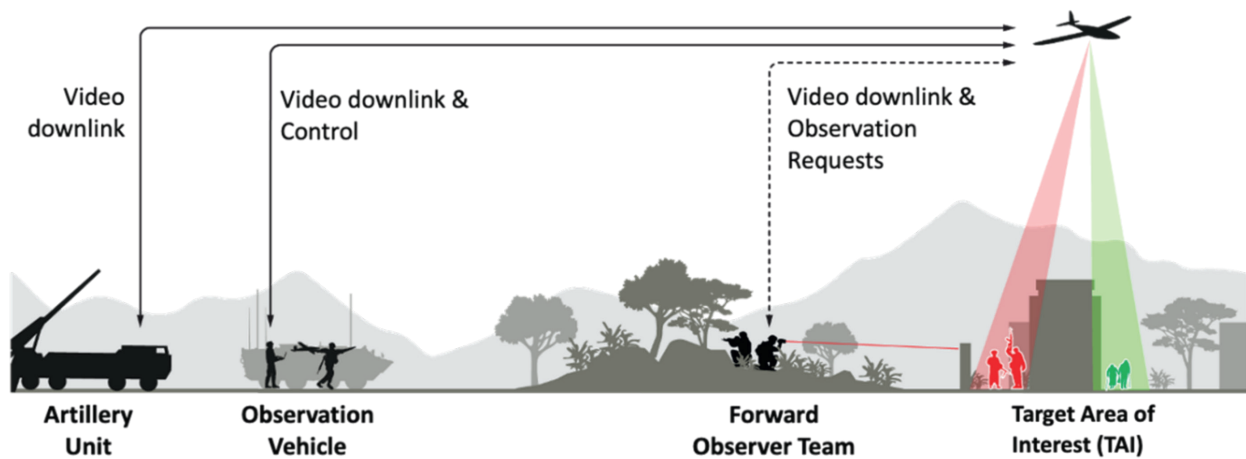 Video
downlink
Video downlink &
Control
Video downlink &
Observation
Requests
Artillery
Unit
Observation
Vehicle
Forward
Observer Team
Target Area of
Interest (TAI)